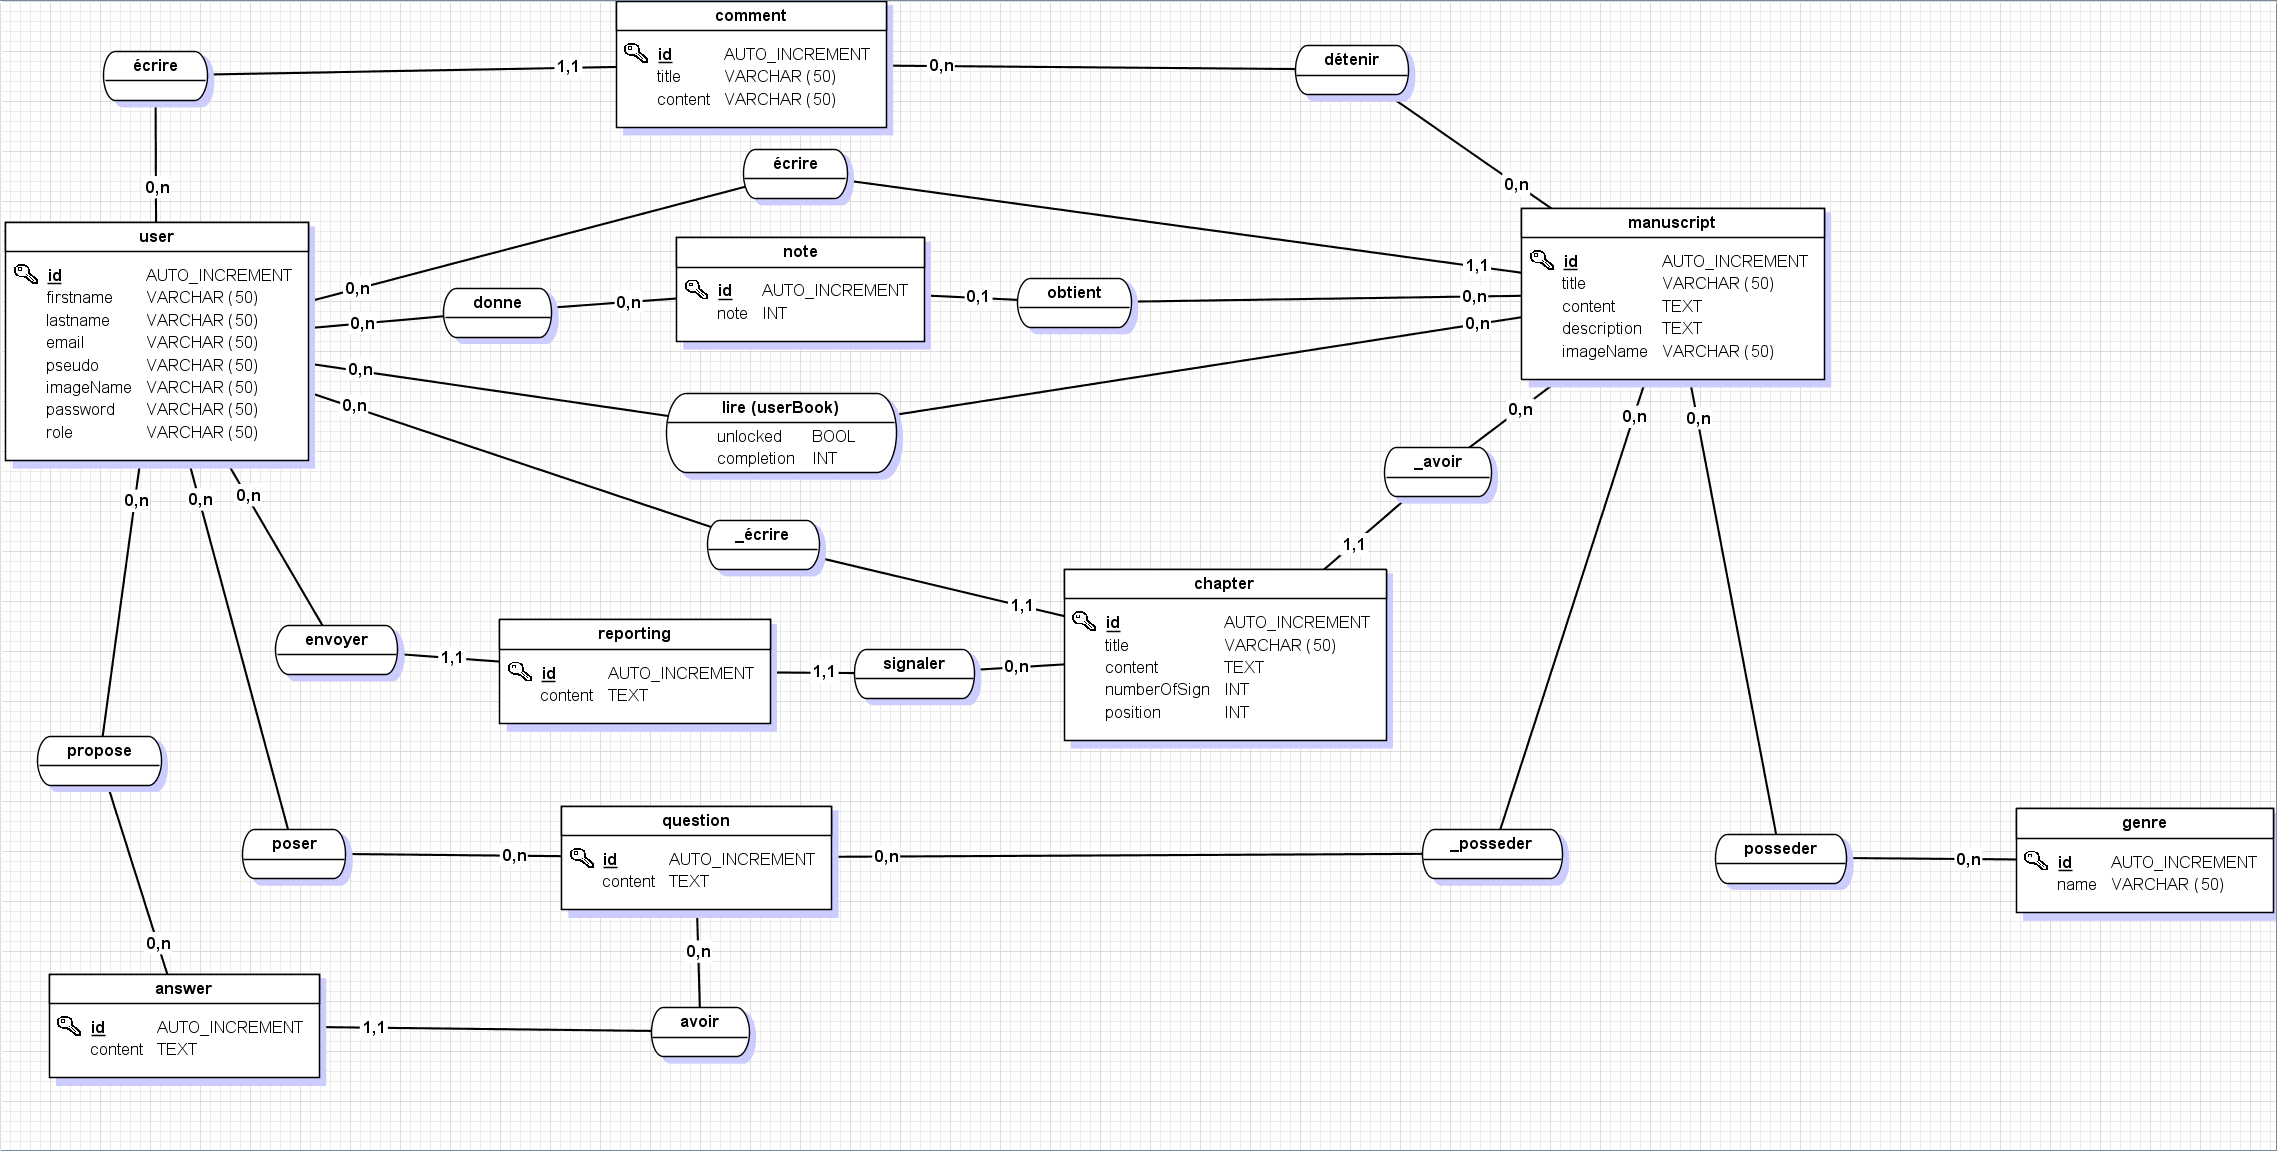 comment
id AUTO_INCREMENT
title VARCHAR (50)
content VARCHAR (50)
écrire
1,1
0,n
détenir
0,n
0,n
écrire
0,n
1,1
user
id AUTO_INCREMENT
firstname VARCHAR (50)
lastname VARCHAR (50)
email VARCHAR (50)
pseudo VARCHAR (50)
imageName VARCHAR (50)
password VARCHAR (50)
role VARCHAR (50)
note
id AUTO_INCREMENT
note INT
donne
0,n
0,n
0,1
obtient
0,n
manuscript
id AUTO_INCREMENT
title VARCHAR (50)
content TEXT
description TEXT
imageName VARCHAR (50)
0,n
0,n
lire (userBook)
unlocked BOOL
completion INT
0,n
_écrire
1,1
0,n
_avoir
1,1
0,n
0,n
0,n
0,n
0,n
chapter
id AUTO_INCREMENT
title VARCHAR (50)
content TEXT
numberOfSign INT
position INT
envoyer
1,1
reporting
id AUTO_INCREMENT
content TEXT
1,1
signaler
0,n
propose
0,n
poser
0,n
question
id AUTO_INCREMENT
content TEXT
0,n
_posseder
posseder
0,n
genre
id AUTO_INCREMENT
name VARCHAR (50)
0,n
answer
id AUTO_INCREMENT
content TEXT
1,1
avoir